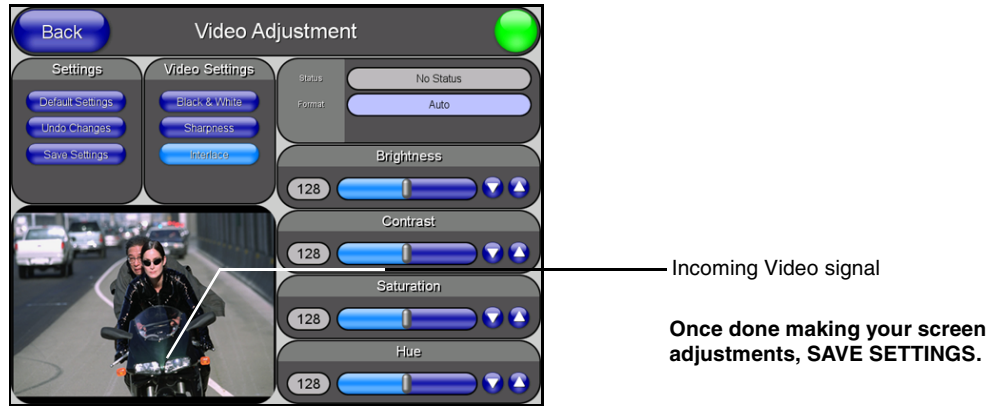 Back
Video Adjustment
Settings
Default Settings
Undo Changes
Save Settings
Video Settings
Black & White
Sharpness
Interlace
Status
No Status
Format
Auto
Brightness
128
Contrast
128
Saturation
128
Hue
128
Incoming Video signal
Once done making your screen
adjustments, SAVE SETTINGS.